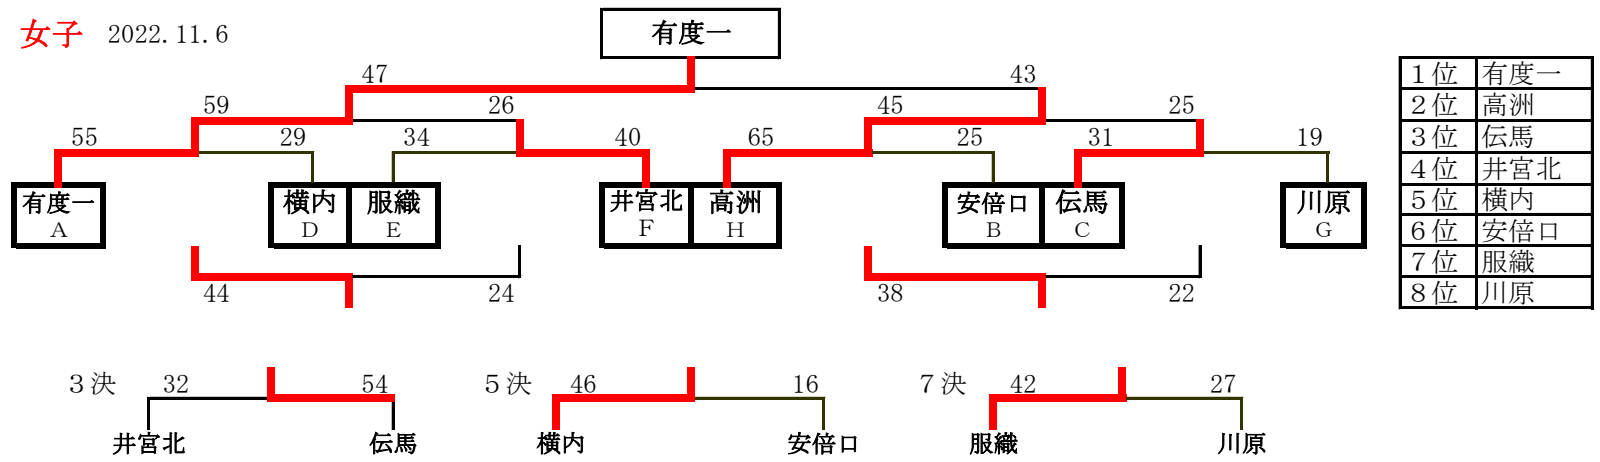 女子 2022.11.6
有度一
47 43
59 26 45 25
55 29 34 40 65 25 31 19
有度一 横内 服織 井宮北 高洲 安倍口 伝馬 川原
A D E F H B C G
44 24 38 22
1位 有度一
2位 高洲
3位 伝馬
4位 井宮北
5位 横内
6位 安倍口
7位 服織
8位 川原
3決 32 54 5決 46 16 7決 42 27
井宮北 伝馬 横内 安倍口 服織 川原